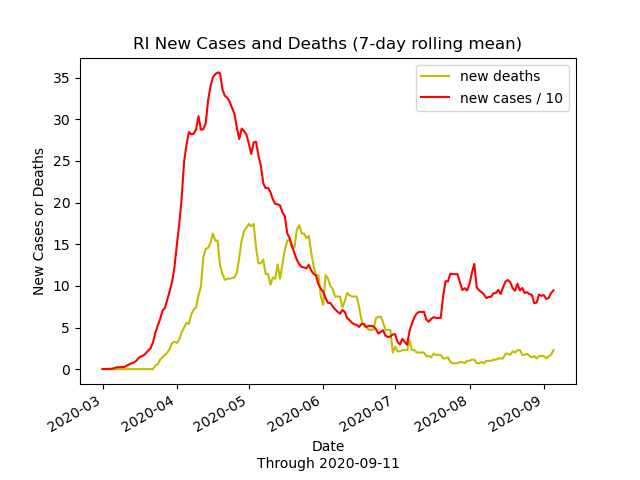 RI New Cases and Deaths (7-day rolling mean)
new deaths
new cases / 10
35
30
25
20
15
10
5
0
New Cases or Deaths
2020-03
2020-04
2020-05
2020-06
2020-07
2020-08
2020-09
Date
Through 2020-09-11